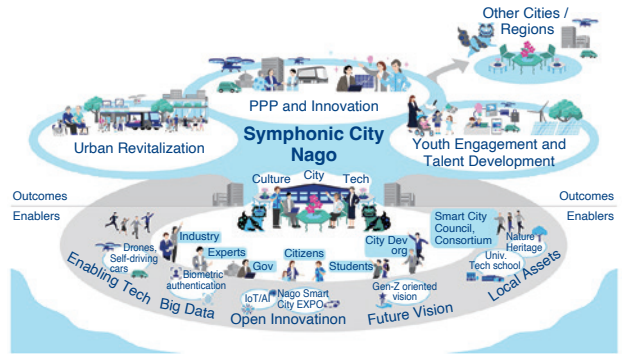 Other Cities /
Regions
PPP and Innovation
Urban Revitalization
Symphonic City
Nago
Youth Engagement and
Talent Development
Culture
City
Tech
Outcomes
Enablers
Outcomes
Enablers
Industry
Experts
Gov
Citizens
Students
City Dev
org
Smart City
Council,
Consortium
Drones,
Self-driving
cars
Biometric
authentication
IoT/AI
Nago Smart
City EXPO
Gen-Z oriented
vision
Univ.
Tech school
Nature
Heritage
Enabling Tech
Big Data
Open Innovatinon
Future Vision
Local Assets